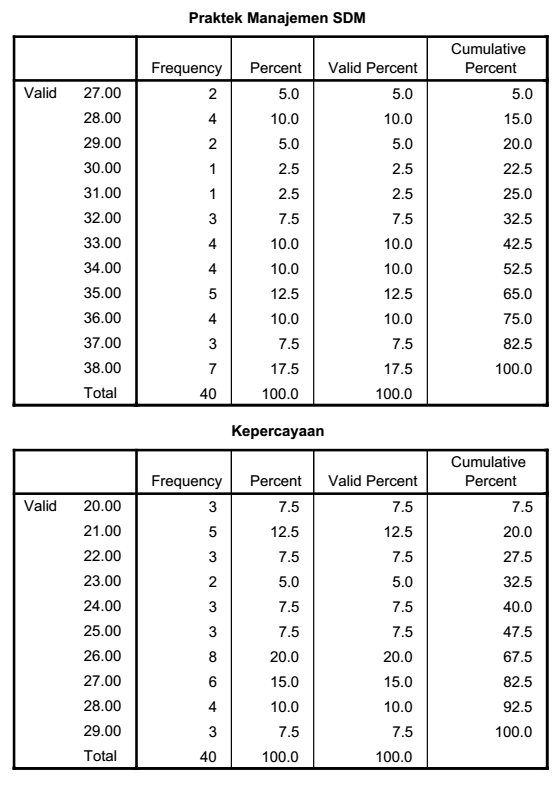 Praktek Manajemen SDM
Frequency Percent Valid Percent Cumulative Percent
Valid 27.00 2 5.0 5.0 5.0
28.00 4 10.0 10.0 15.0
29.00 2 5.0 5.0 20.0
30.00 1 2.5 2.5 22.5
31.00 1 2.5 2.5 25.0
32.00 3 7.5 7.5 32.5
33.00 4 10.0 10.0 42.5
34.00 4 10.0 10.0 52.5
35.00 5 12.5 12.5 65.0
36.00 4 10.0 10.0 75.0
37.00 3 7.5 7.5 82.5
38.00 7 17.5 17.5 100.0
Total 40 100.0 100.0
Kepercayaan
Frequency Percent Valid Percent Cumulative Percent
Valid 20.00 3 7.5 7.5 7.5
21.00 5 12.5 12.5 20.0
22.00 3 7.5 7.5 27.5
23.00 2 5.0 5.0 32.5
24.00 3 7.5 7.5 40.0
25.00 3 7.5 7.5 47.5
26.00 8 20.0 20.0 67.5
27.00 6 15.0 15.0 82.5
28.00 4 10.0 10.0 92.5
29.00 3 7.5 7.5 100.0
Total 40 100.0 100.0